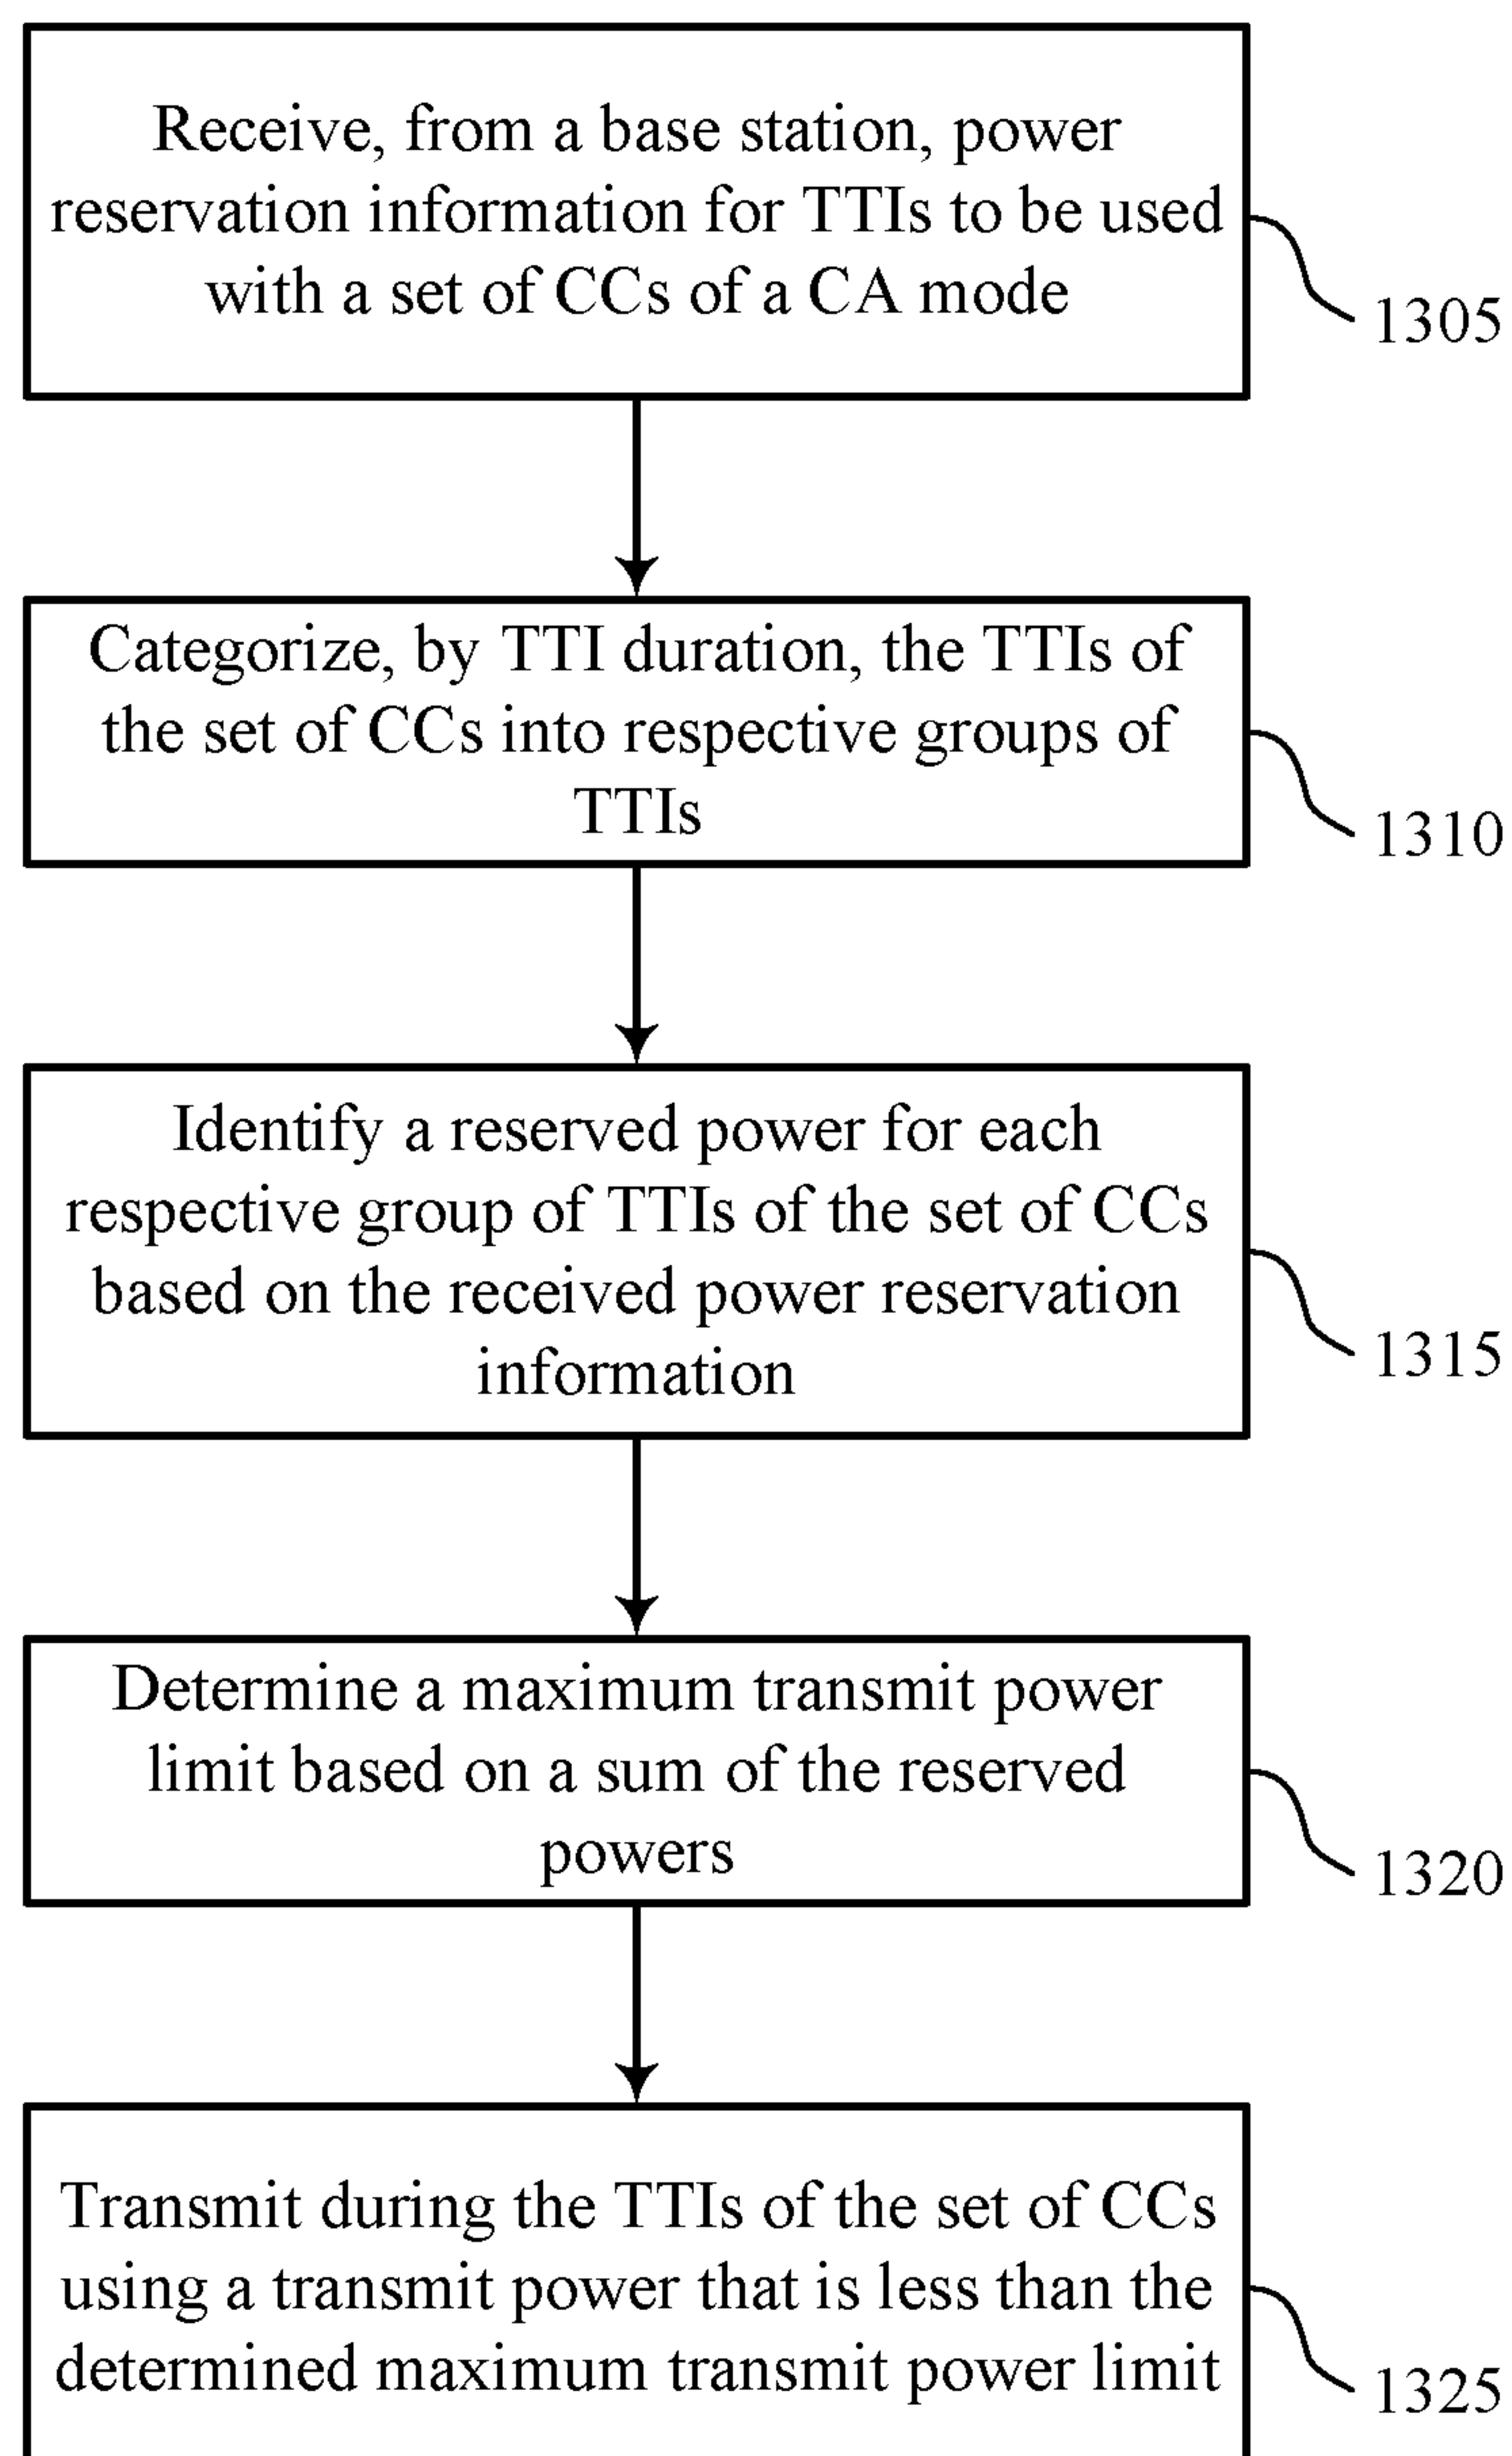 Receive, from a base station, power
reservation information for TTIs to be used
with a set of CCs of a CA mode
1305
Categorize, by TTI duration, the TTIs of
the set of CCs into respective groups of
TTIs
1310
Identify a reserved power for each
respective group of TTIs of the set of CCs
based on the received power reservation
information
1315
Determine a maximum transmit power
limit based on a sum of the reserved
powers
1320
Transmit during the TTIs of the set of CCs
using a transmit power that is less than the
determined maximum transmit power limit
1325